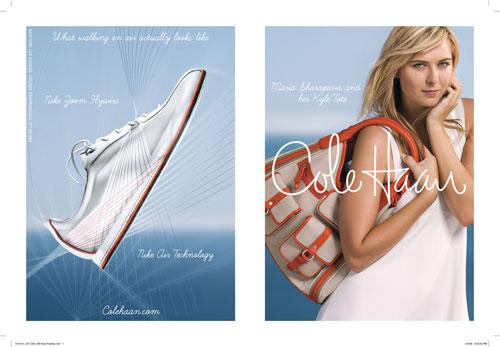 What walking on air actually looks like
Nike Zoom Flywire
Nike Air Technology
Colehaan.com
Maria Sharapova and
her Kyle Tote
Cole Haan